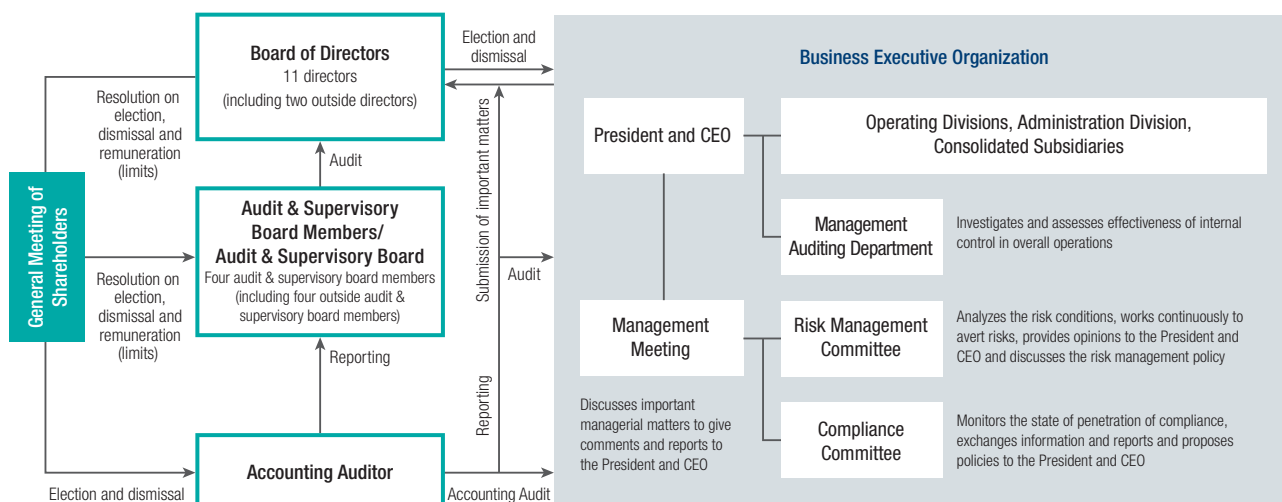 Board of Directors
11 directors
(including two outside directors)
Election and
dismissal
Resolution on
election,
dismissal and
remuneration
(limits)
Audit
General Meeting of
Shareholders
Audit & Supervisory
Board Members/
Audit & Supervisory Board
Four audit & supervisory board members
(including four outside audit &
supervisory board members)
Resolution on
election,
dismissal and
remuneration
(limits)
Reporting
Accounting Auditor
Election and dismissal
Submission of important matters
Audit
Reporting
Accounting Audit
Business Executive Organization
President and CEO
Operating Divisions, Administration Division,
Consolidated Subsidiaries
Management
Auditing Department
Investigates and assesses effectiveness of internal
control in overall operations
Management
Meeting
Discusses important
managerial matters to give
comments and reports to
the President and CEO
Risk Management
Committee
Analyzes the risk conditions, works continuously to
avert risks, provides opinions to the President and
CEO and discusses the risk management policy
Compliance
Committee
Monitors the state of penetration of compliance,
exchanges information and reports and proposes
policies to the President and CEO